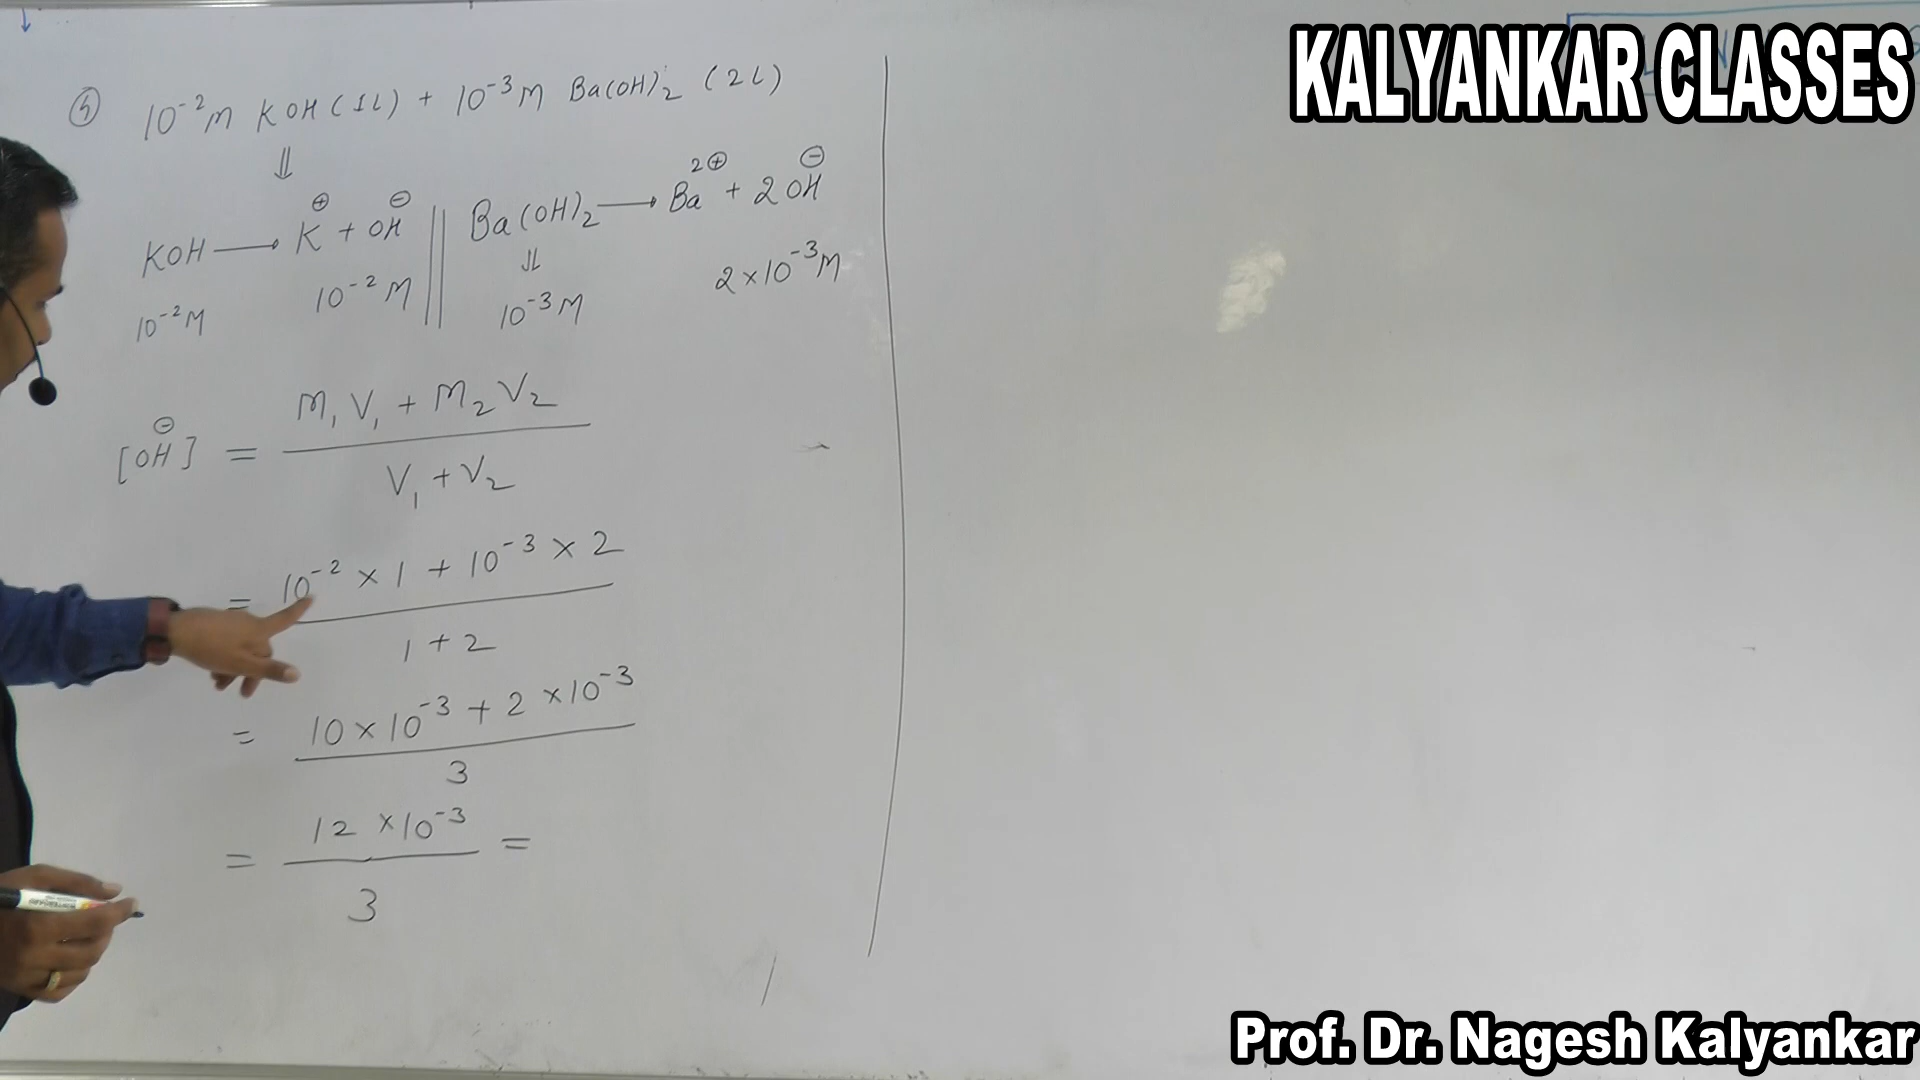 KALYANKAR CLASSES
④ 10⁻²M KOH (1L) + 10⁻³M Ba(OH)₂ (2L)
⇓
KOH ⟶ K⊕ + OH⊖ || Ba(OH)₂ ⟶ Ba²⊕ + 2OH⊖
10⁻²M 10⁻²M ⇓ 10⁻³M 2×10⁻³M
[OH⊖] = (M₁V₁ + M₂V₂) / (V₁ + V₂)
= (10⁻² × 1 + 10⁻³ × 2) / (1 + 2)
= (10 × 10⁻³ + 2 × 10⁻³) / 3
= (12 × 10⁻³) / 3 =
Prof. Dr. Nagesh Kalyankar